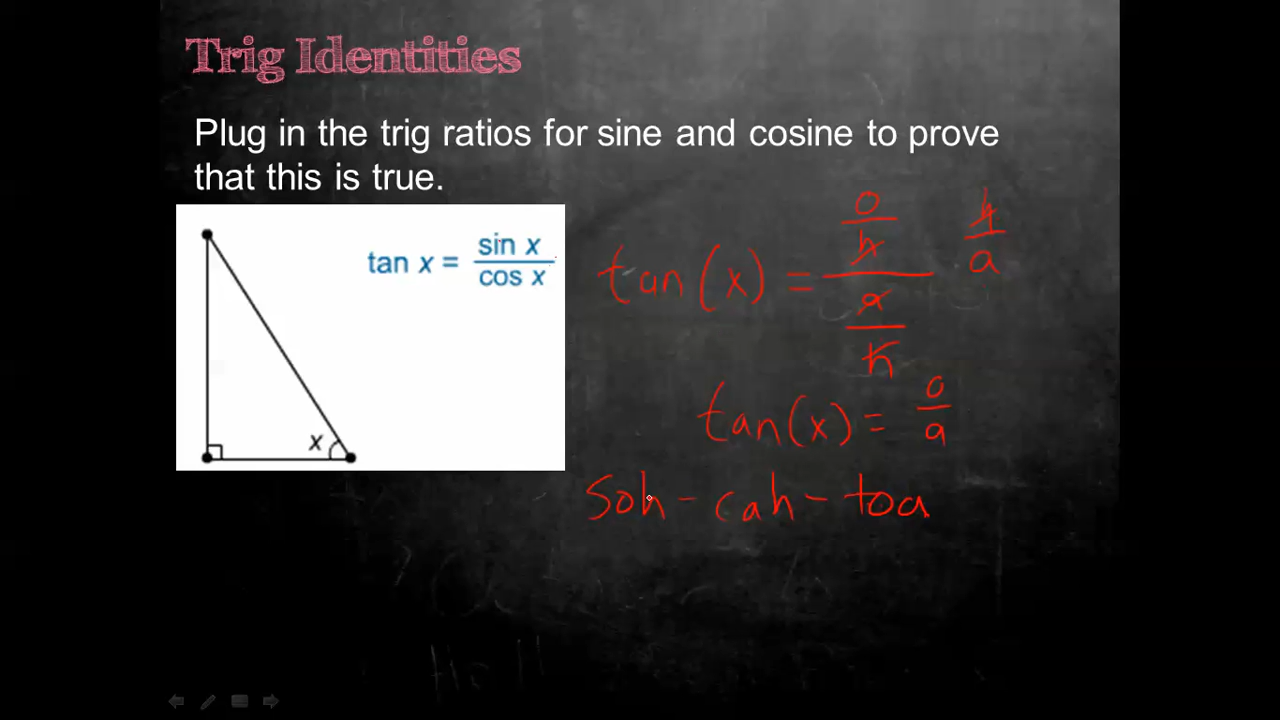 Trig Identities
Plug in the trig ratios for sine and cosine to prove
that this is true.
tan x = sin x / cos x
x
tan(x) = o/h / a/h h/a
tan(x) = o/a
soh - cah - toa